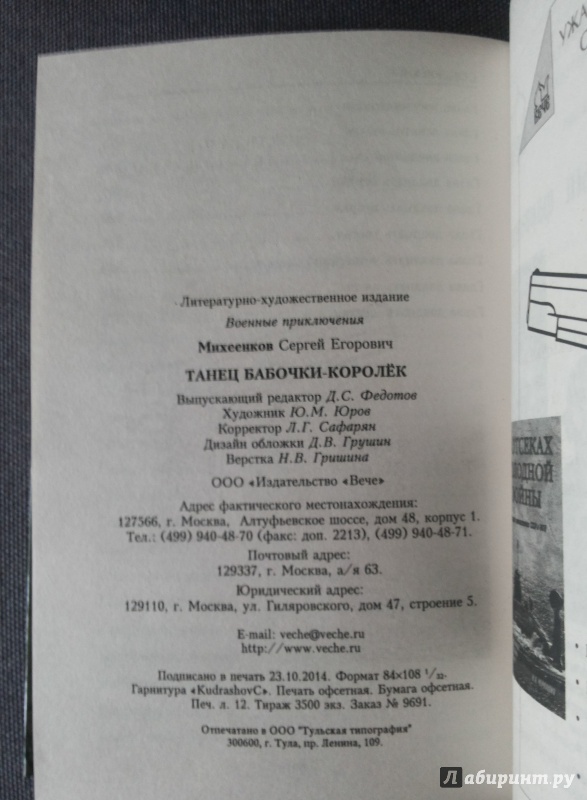 Литературно-художественное издание
Военные приключения
Михеенков Сергей Егорович
ТАНЕЦ БАБОЧКИ-КОРОЛЁК
Выпускающий редактор Д.С. Федотов
Художник Ю.М. Юров
Корректор Л.Г. Сафарян
Дизайн обложки Д.В. Грушин
Верстка Н.В. Гришина
ООО «Издательство «Вече»
Адрес фактического местонахождения:
127566, г. Москва, Алтуфьевское шоссе, дом 48, корпус 1.
Тел.: (499) 940-48-70 (факс: доп. 2213), (499) 940-48-71.
Почтовый адрес:
129337, г. Москва, а/я 63.
Юридический адрес:
129110, г. Москва, ул. Гиляровского, дом 47, строение 5.
E-mail: veche@veche.ru
http://www.veche.ru
Подписано в печать 23.10.2014. Формат 84×108 1/32.
Гарнитура «KudrashovC». Печать офсетная. Бумага офсетная.
Печ. л. 12. Тираж 3500 экз. Заказ № 9691.
Отпечатано в ООО "Тульская типография"
300600, г. Тула, пр. Ленина, 109.
УЖА
ТСЕКАХ
ОДНОЙ
ОЙНЫ
Лабиринт.ру